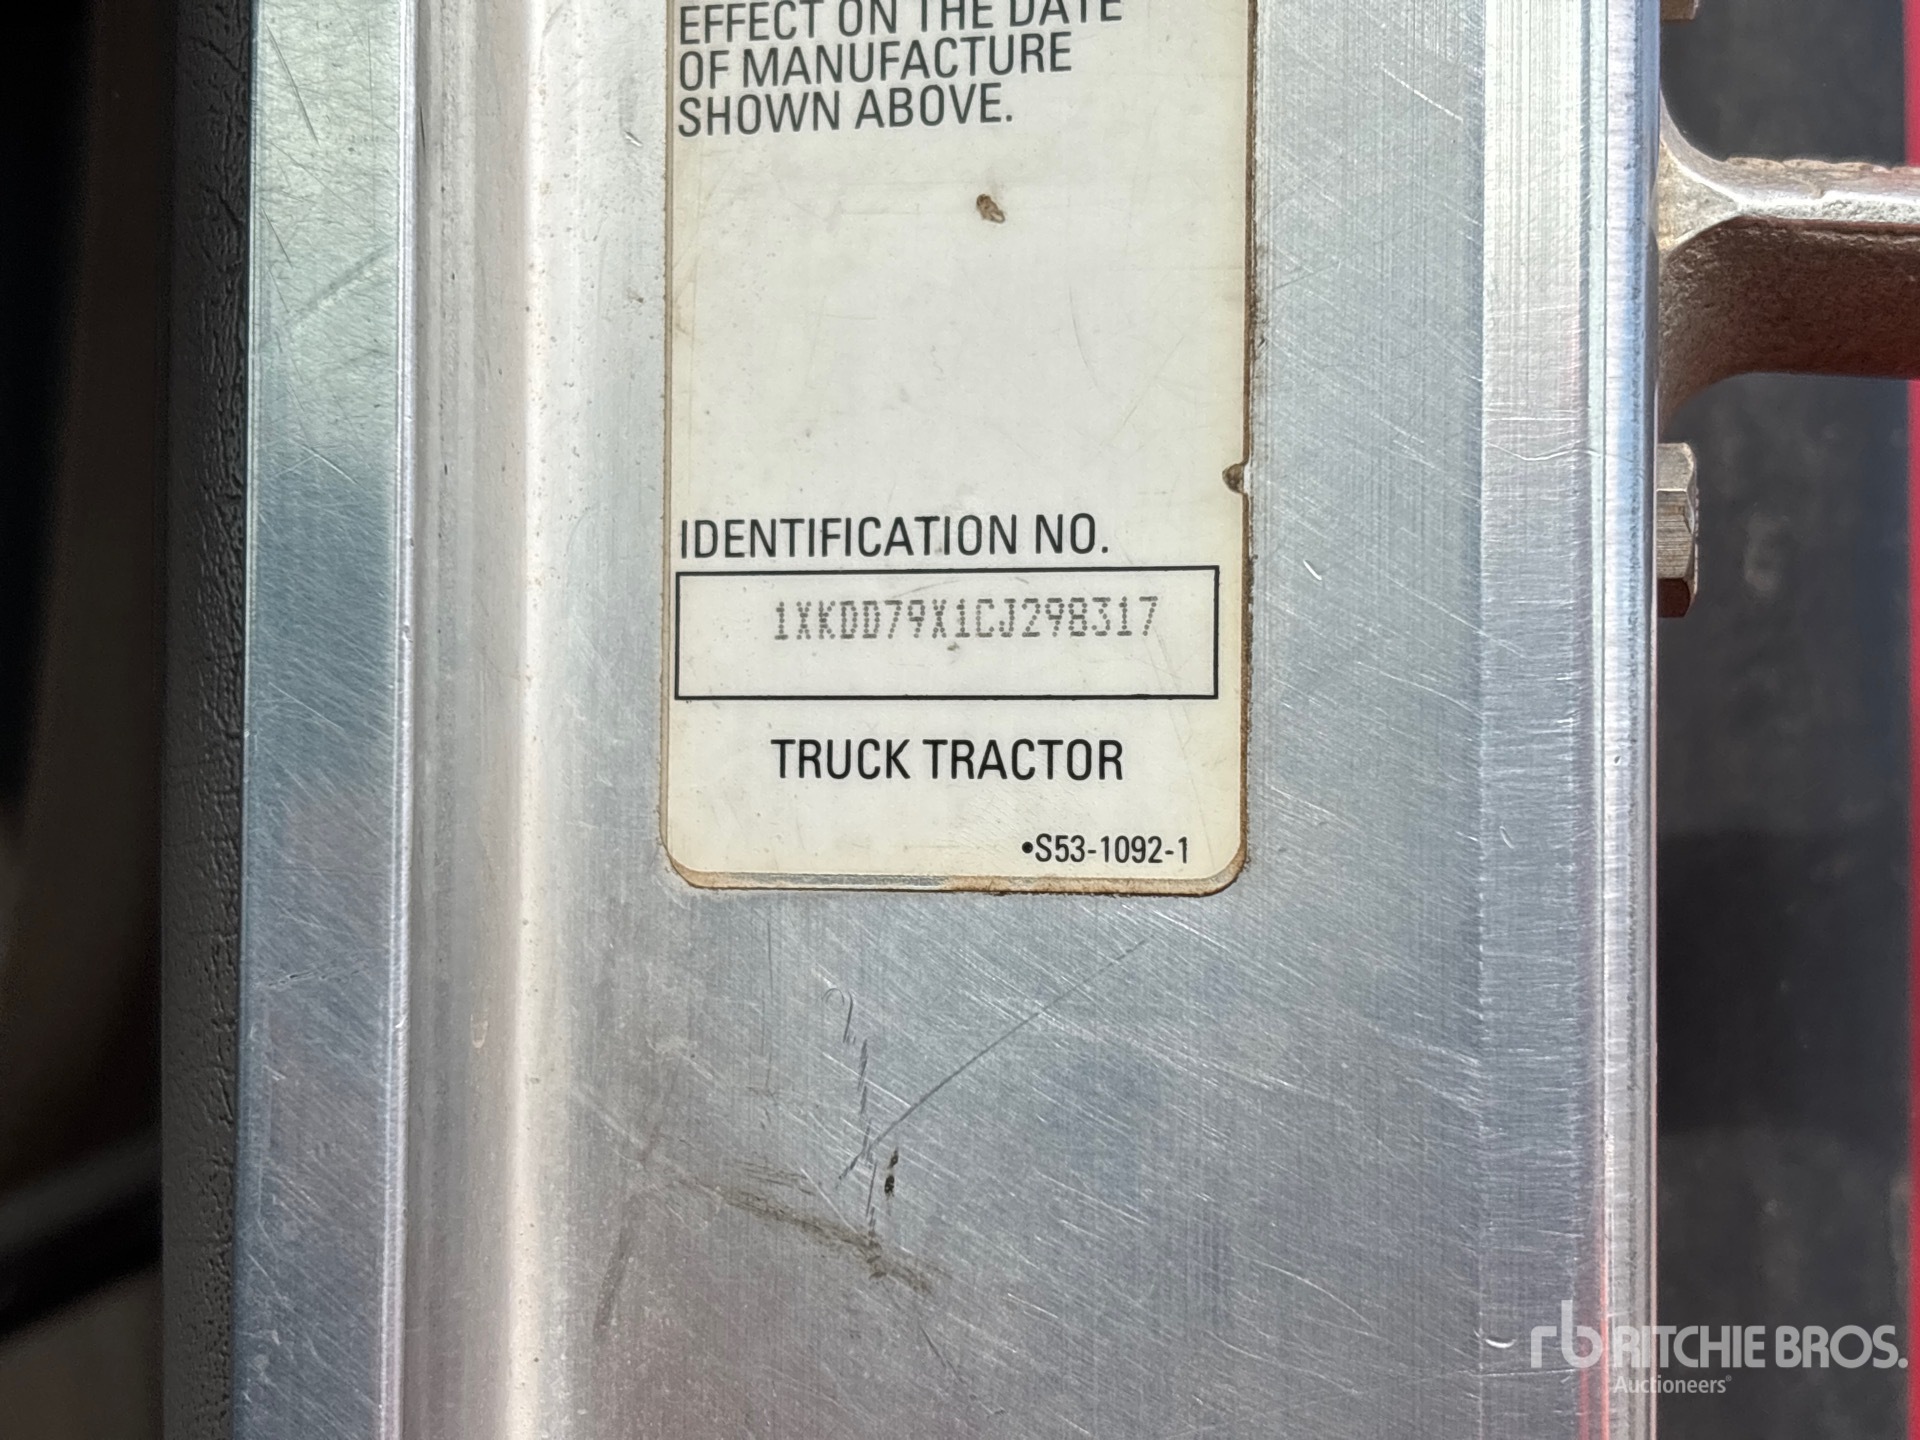 EFFECT ON THE DATE
OF MANUFACTURE
SHOWN ABOVE.
IDENTIFICATION NO.
1XKDD79X1CJ298317
TRUCK TRACTOR
•S53-1092-1
rb RITCHIE BROS.
Auctioneers®